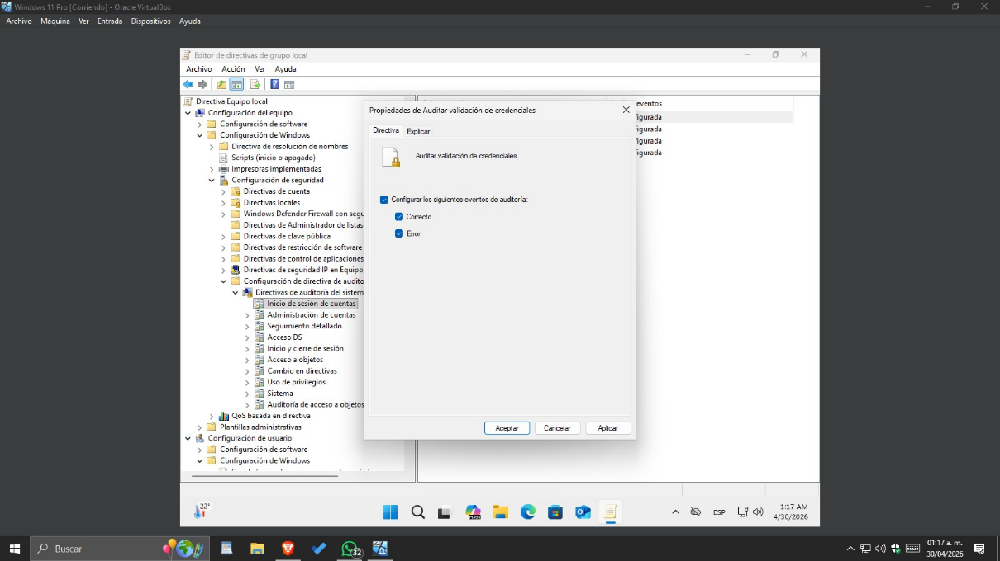 Windows 11 Pro [Corriendo] - Oracle VirtualBox
Archivo Máquina Ver Entrada Dispositivos Ayuda
Editor de directivas de grupo local
Archivo Acción Ver Ayuda
Directiva Equipo local
Configuración del equipo
Configuración de software
Configuración de Windows
Directiva de resolución de nombres
Scripts (inicio o apagado)
Impresoras implementadas
Configuración de seguridad
Directivas de cuenta
Directivas locales
Windows Defender Firewall con segu
Directivas de Administrador de listas
Directivas de clave pública
Directivas de restricción de software
Directivas de control de aplicaciones
Directivas de seguridad IP en Equipo
Configuración de directiva de audito
Directivas de auditoría del sistem
Inicio de sesión de cuentas
Administración de cuentas
Seguimiento detallado
Acceso DS
Inicio y cierre de sesión
Acceso a objetos
Cambio en directivas
Uso de privilegios
Sistema
Auditoría de acceso a objetos
QoS basada en directiva
Plantillas administrativas
Configuración de usuario
Configuración de software
Configuración de Windows
eventos
figurada
figurada
figurada
figurada
Propiedades de Auditar validación de credenciales
Directiva Explicar
Auditar validación de credenciales
Configurar los siguientes eventos de auditoría:
Correcto
Error
Aceptar Cancelar Aplicar
22°
ESP
1:17 AM
4/30/2026
Buscar
32
01:17 a. m.
30/04/2026